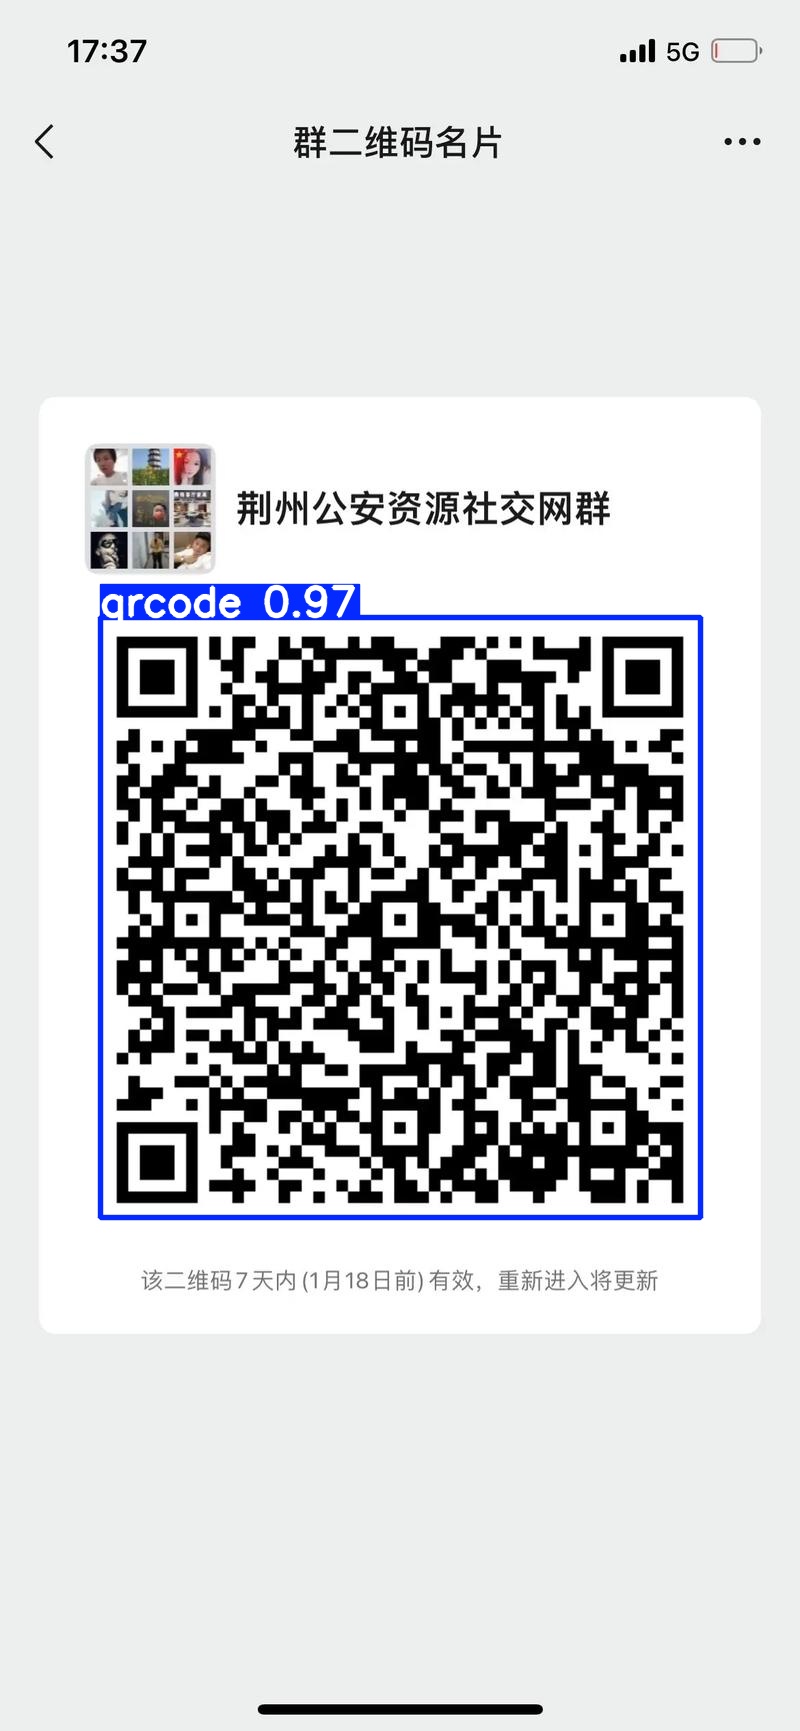 17:37
5G
群二维码名片
荆州公安资源社交网群
qrcode 0.97
该二维码7天内(1月18日前)有效，重新进入将更新